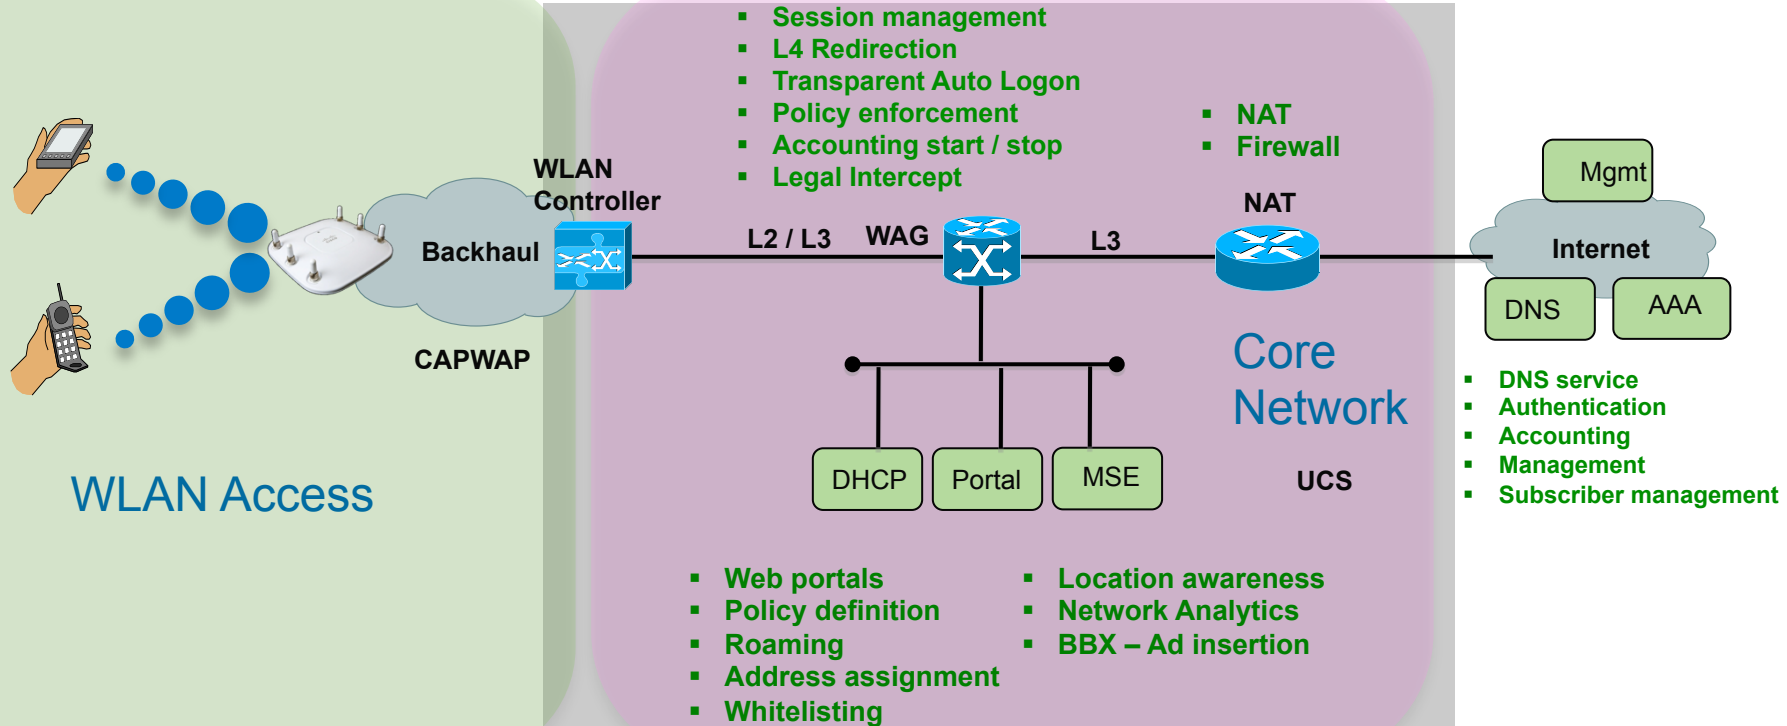 Session management
L4 Redirection
Transparent Auto Logon
Policy enforcement
Accounting start / stop
Legal Intercept
NAT
Firewall
WLAN
Controller
Backhaul
CAPWAP
L2 / L3
WAG
L3
NAT
Mgmt
Internet
DNS
AAA
Core
Network
DNS service
Authentication
Accounting
Management
Subscriber management
DHCP
Portal
MSE
UCS
WLAN Access
Web portals
Policy definition
Roaming
Address assignment
Whitelisting
Location awareness
Network Analytics
BBX – Ad insertion